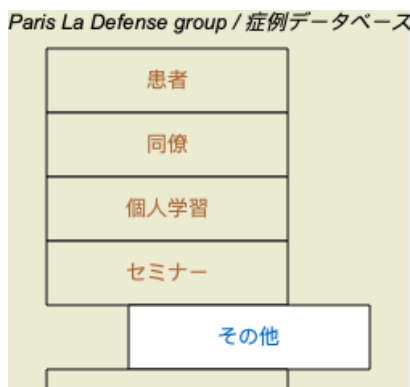 Paris La Defense group / 症例データベース
患者
同僚
個人学習
セミナー
その他